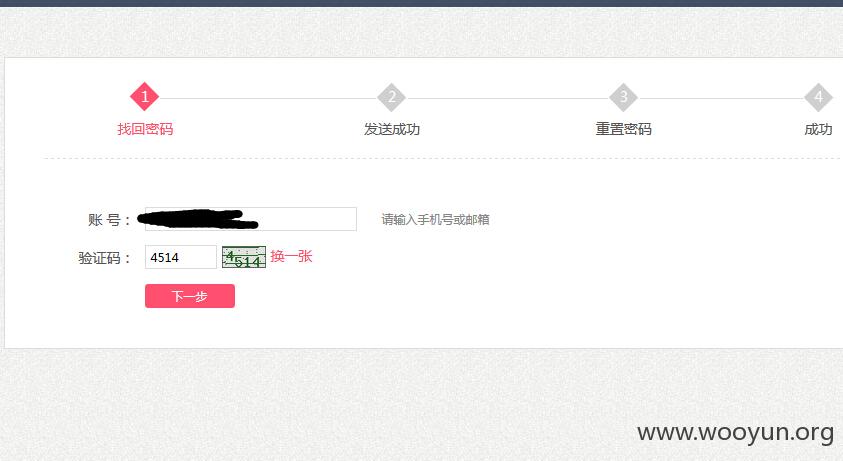 1 2 3 4
找回密码 发送成功 重置密码 成功
账 号： 请输入手机号或邮箱
验证码： 4514 4514 换一张
下一步
www.wooyun.org